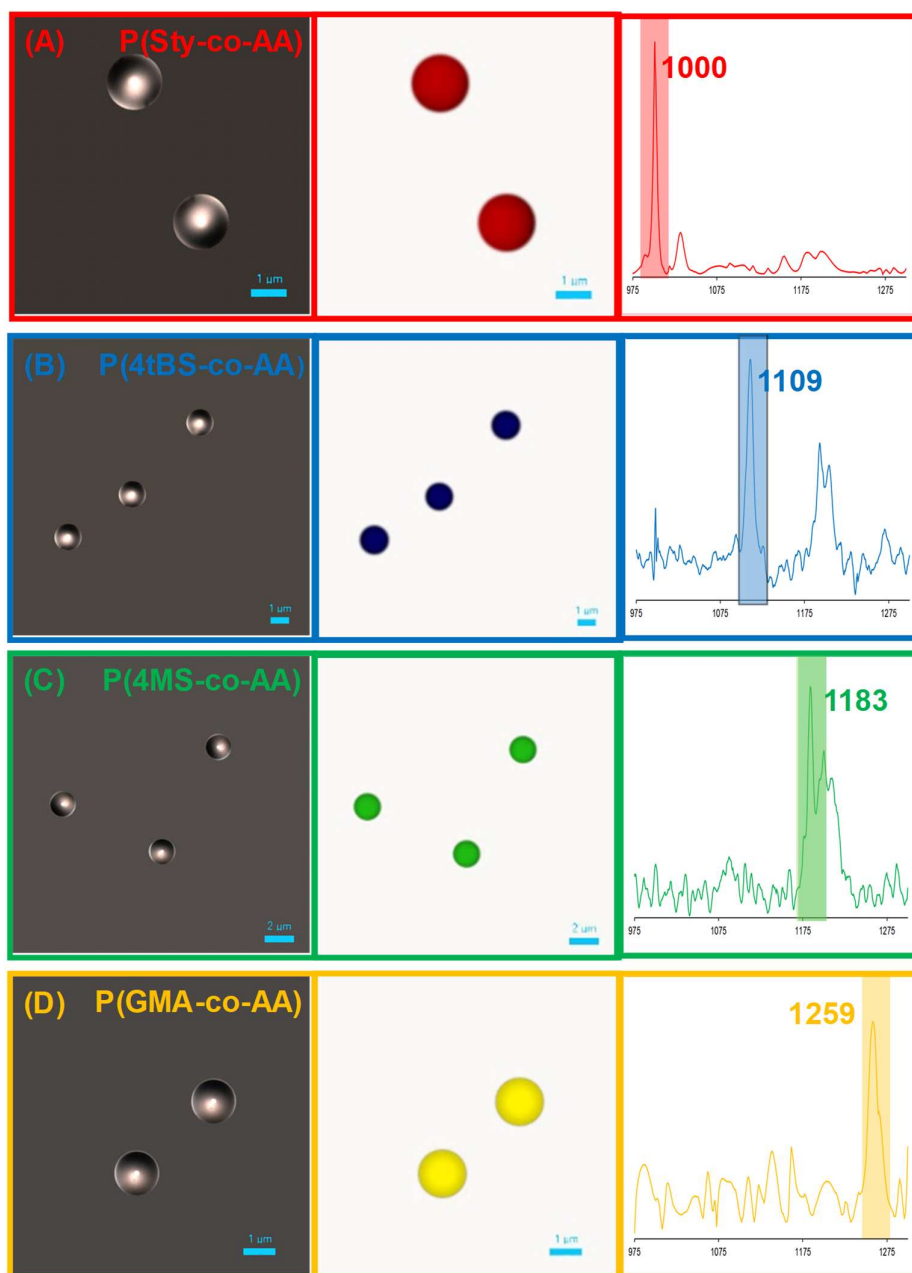 (A) P(Sty-co-AA)
1000
1 μm
1 μm
975 1075 1175 1275
(B) P(4tBS-co-AA)
1109
1 μm
1 μm
975 1075 1175 1275
(C) P(4MS-co-AA)
1183
2 μm
2 μm
975 1075 1175 1275
(D) P(GMA-co-AA)
1259
1 μm
1 μm
975 1075 1175 1275